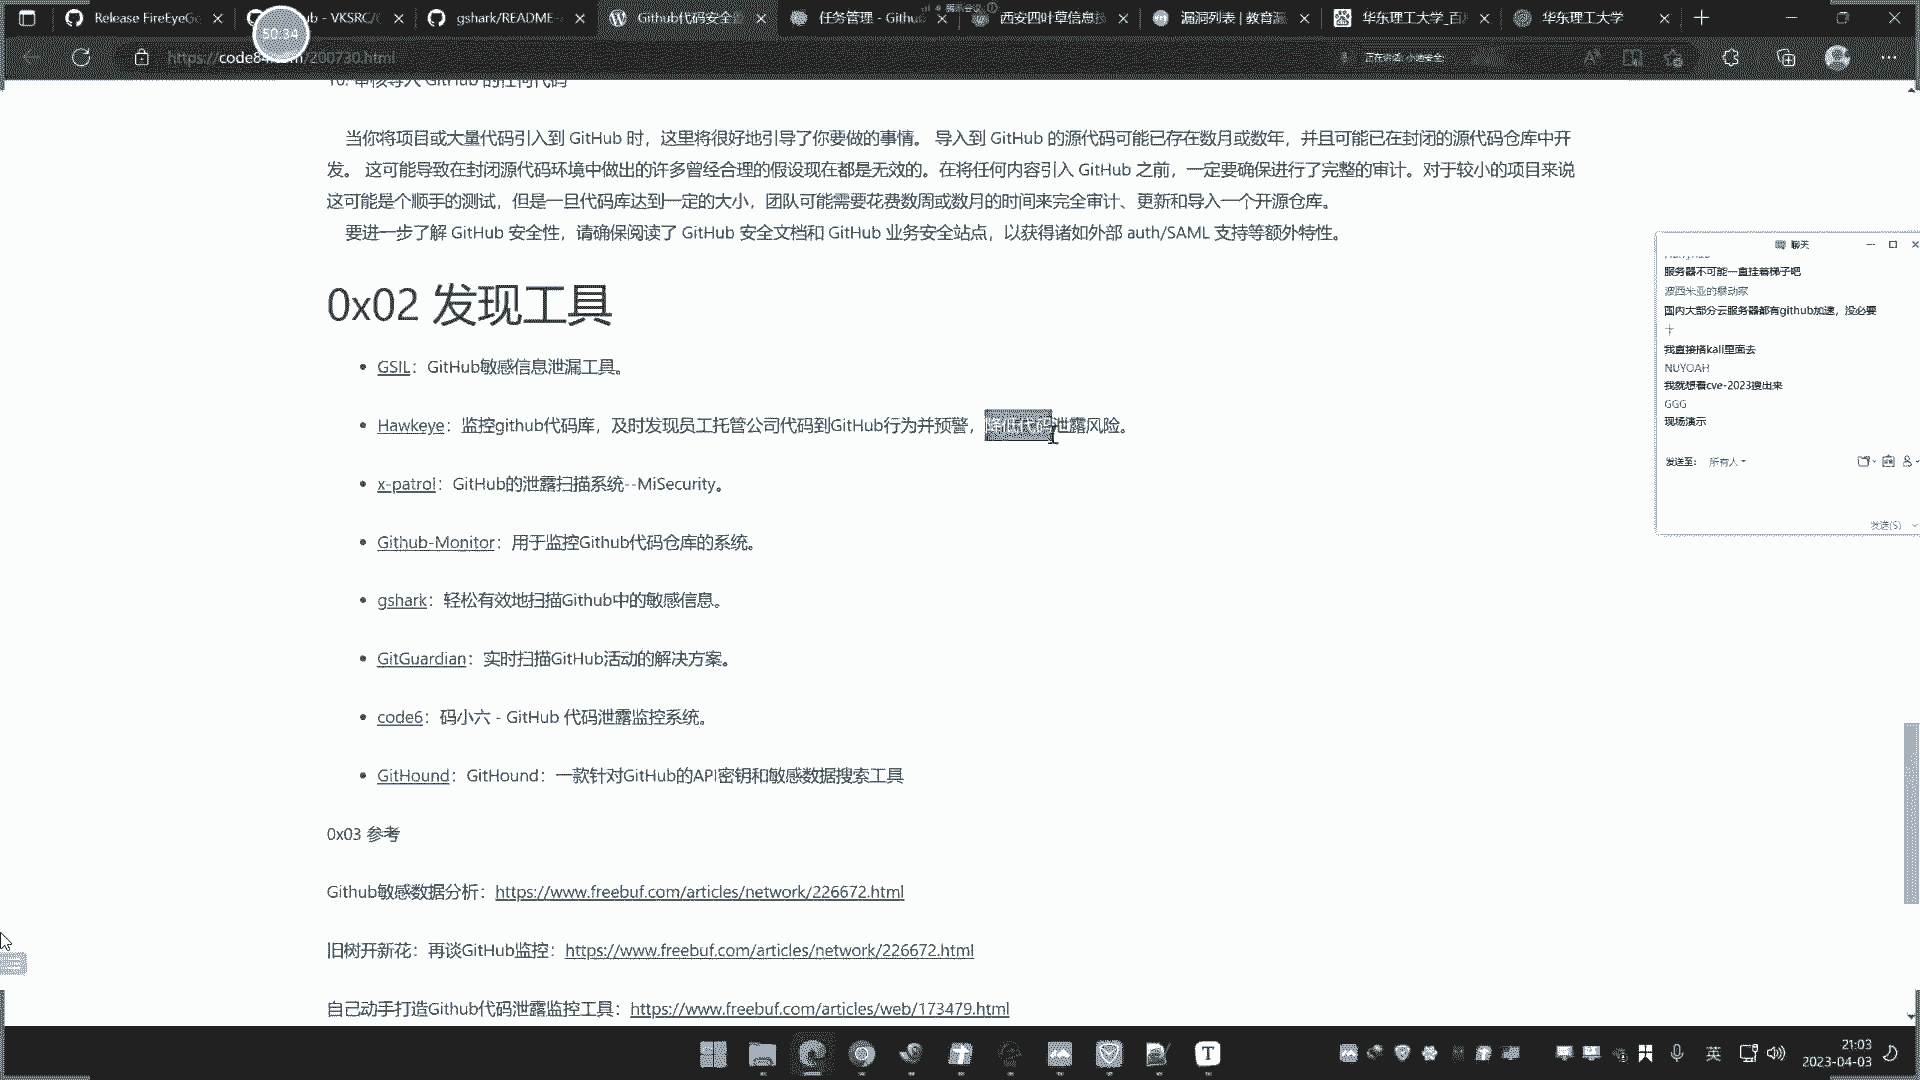 Release FireEyeG
b - VKSRC/
gshark/README-
Github代码安全
任务管理 - Githu
西安四叶草信息技
漏洞列表 | 教育漏
华东理工大学_百
华东理工大学
50:34
200730.html
当你将项目或大量代码引入到 GitHub 时，这里将很好地引导了你要做的事情。 导入到 GitHub 的源代码可能已存在数月或数年，并且可能已在封闭的源代码仓库中开
发。 这可能导致在封闭源代码环境中做出的许多曾经合理的假设现在都是无效的。在将任何内容引入 GitHub 之前，一定要确保进行了完整的审计。对于较小的项目来说
这可能是个顺手的测试，但是一旦代码库达到一定的大小，团队可能需要花费数周或数月的时间来完全审计、更新和导入一个开源仓库。
要进一步了解 GitHub 安全性，请确保阅读了 GitHub 安全文档和 GitHub 业务安全站点，以获得诸如外部 auth/SAML 支持等额外特性。
0x02 发现工具
GSIL：GitHub敏感信息泄漏工具。
Hawkeye：监控github代码库，及时发现员工托管公司代码到GitHub行为并预警，降低代码泄露风险。
x-patrol：GitHub的泄露扫描系统--MiSecurity。
Github-Monitor：用于监控Github代码仓库的系统。
gshark：轻松有效地扫描Github中的敏感信息。
GitGuardian：实时扫描GitHub活动的解决方案。
code6：码小六 - GitHub 代码泄露监控系统。
GitHound：GitHound：一款针对GitHub的API密钥和敏感数据搜索工具
0x03 参考
Github敏感数据分析：https://www.freebuf.com/articles/network/226672.html
旧树开新花：再谈GitHub监控：https://www.freebuf.com/articles/network/226672.html
自己动手打造Github代码泄露监控工具：https://www.freebuf.com/articles/web/173479.html
聊天
服务器不可能一直挂着梯子吧
波西米亚的暴动家
国内大部分云服务器都有github加速，没必要
十
我直接搭kali里面去
NUYOAH
我就想看cve-2023搜出来
GGG
现场演示
发送至： 所有人
发送(S)
英
21:03
2023-04-03